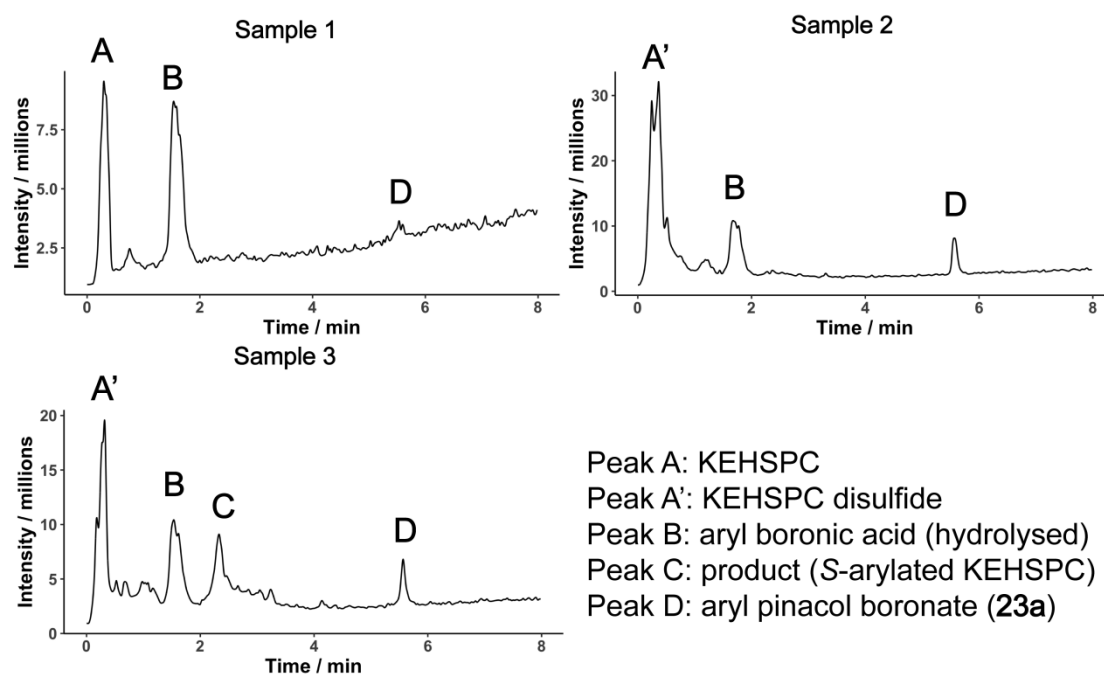 Sample 1
A
B
D
7.5
5.0
2.5
Intensity / millions
0
2
4
6
8
Time / min
Sample 2
A’
B
D
30
20
10
0
Intensity / millions
0
2
4
6
8
Time / min
Sample 3
A’
B
C
D
20
15
10
5
0
Intensity / millions
0
2
4
6
8
Time / min
Peak A: KEHSPC
Peak A’: KEHSPC disulfide
Peak B: aryl boronic acid (hydrolysed)
Peak C: product (S-arylated KEHSPC)
Peak D: aryl pinacol boronate (23a)